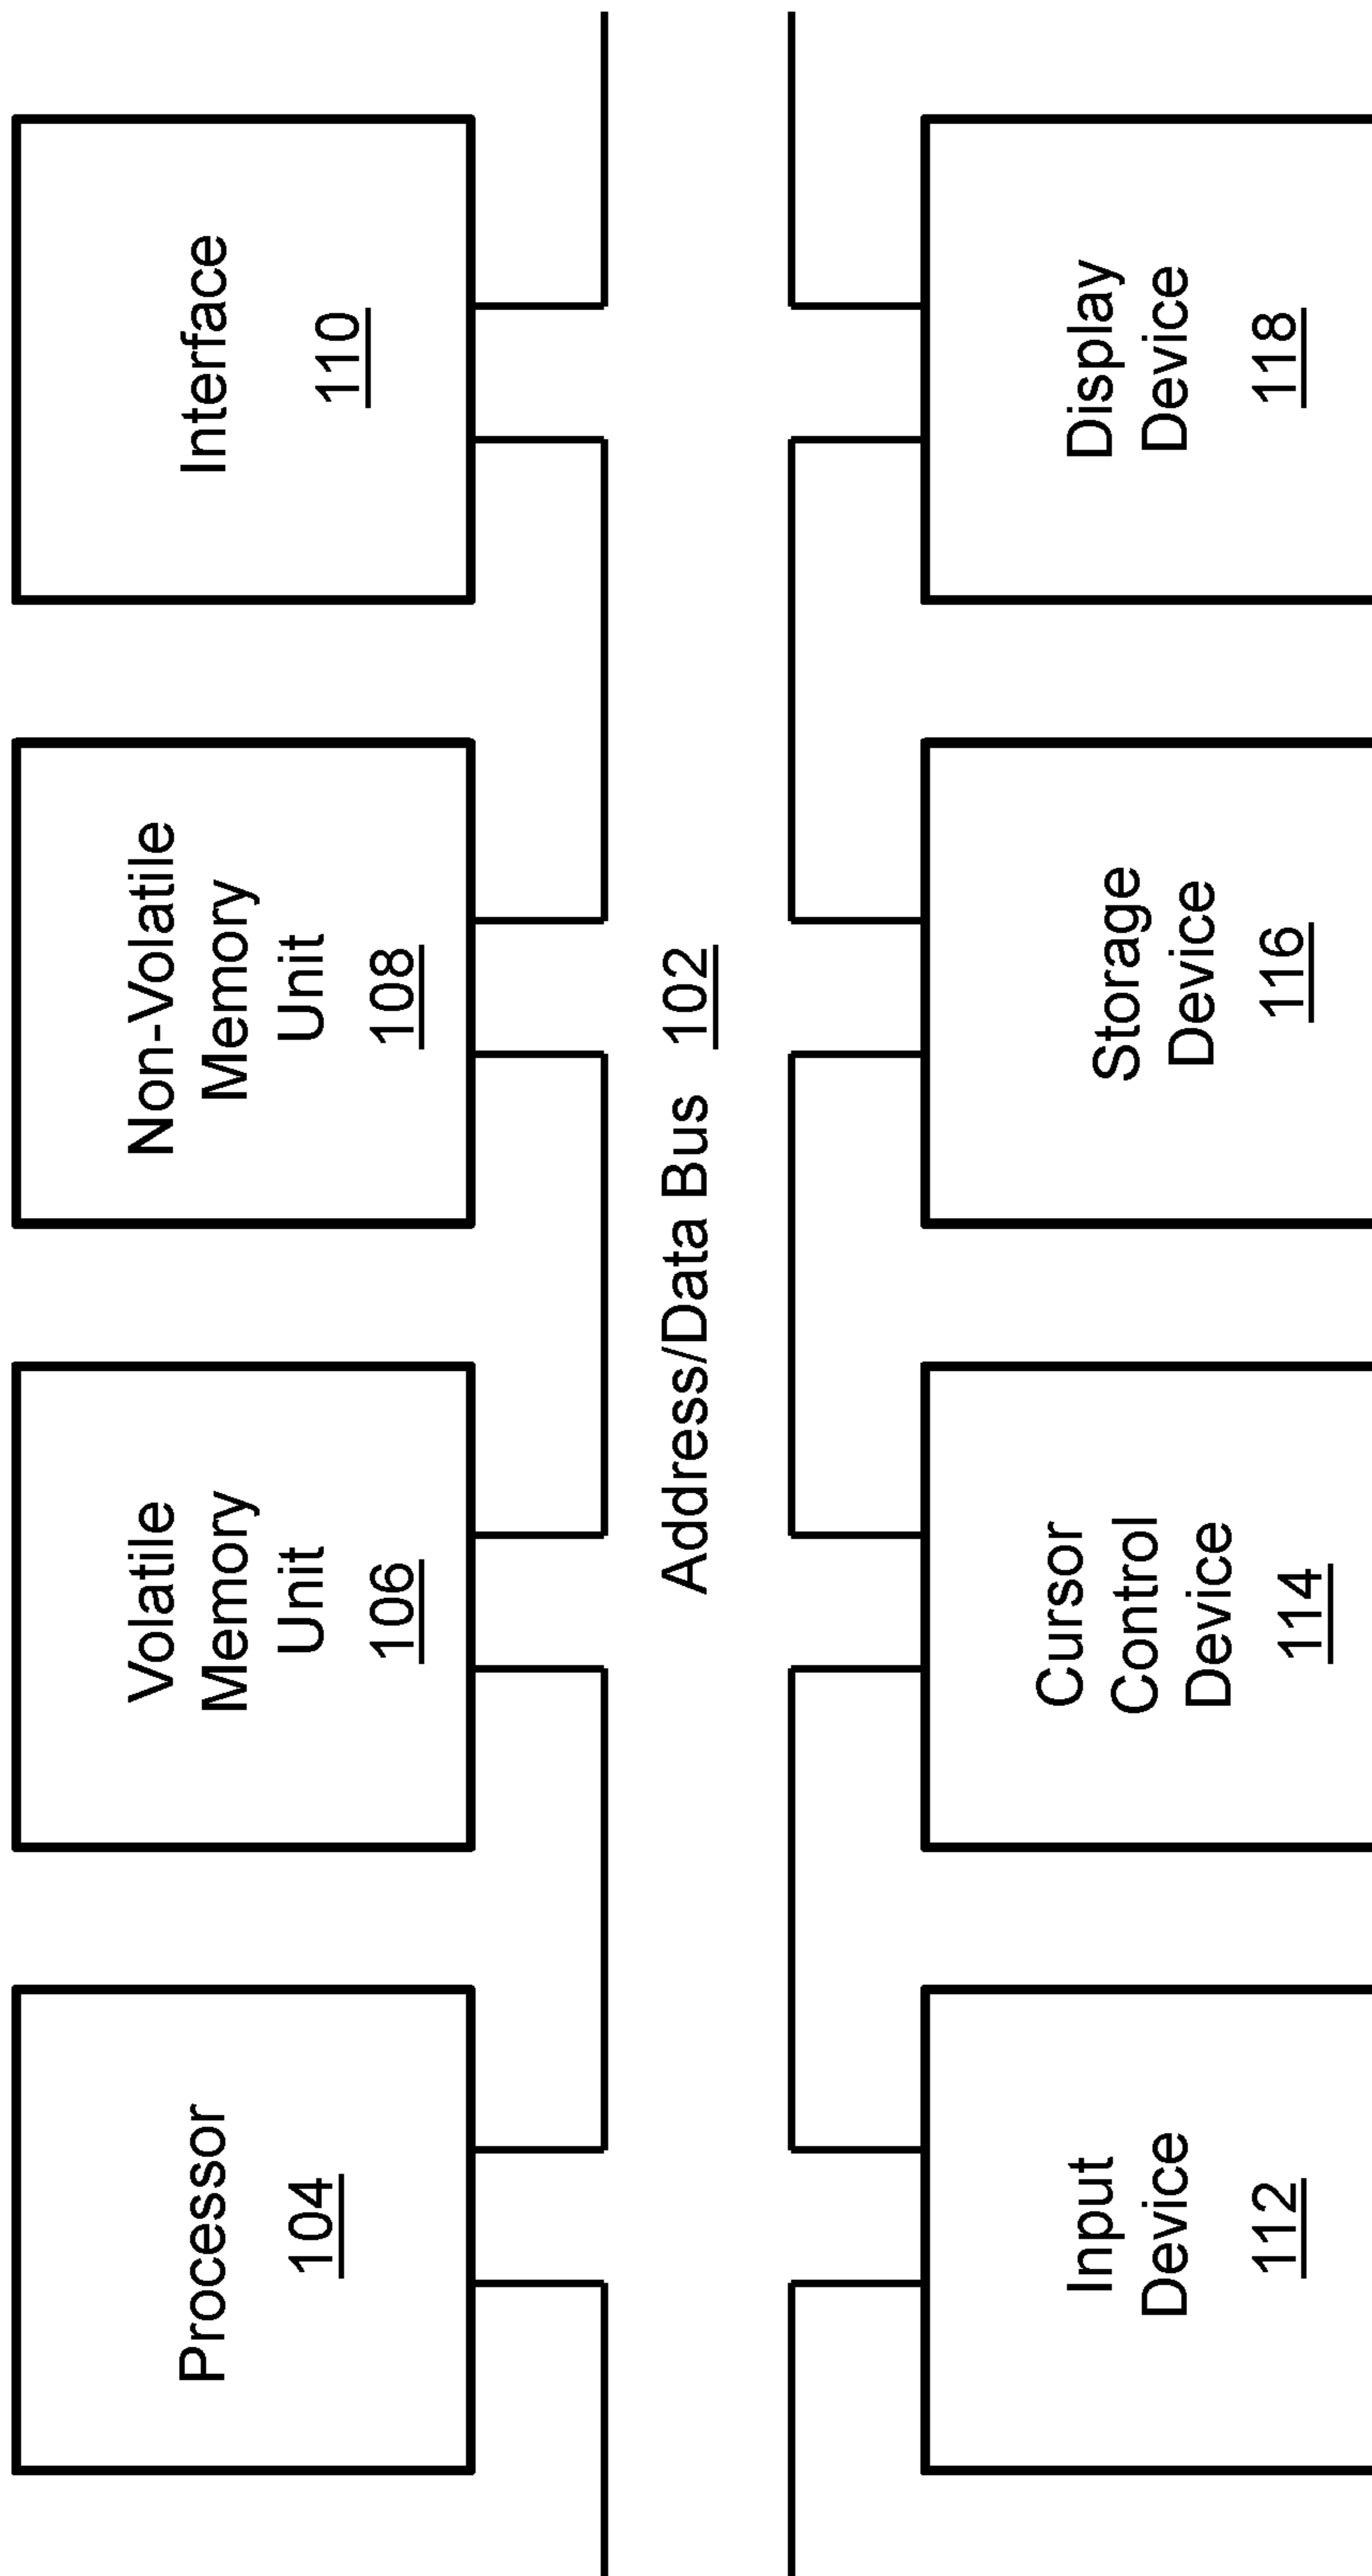 Processor
104
Volatile
Memory
Unit
106
Non-Volatile
Memory
Unit
108
Interface
110
Address/Data Bus 102
Input
Device
112
Cursor
Control
Device
114
Storage
Device
116
Display
Device
118